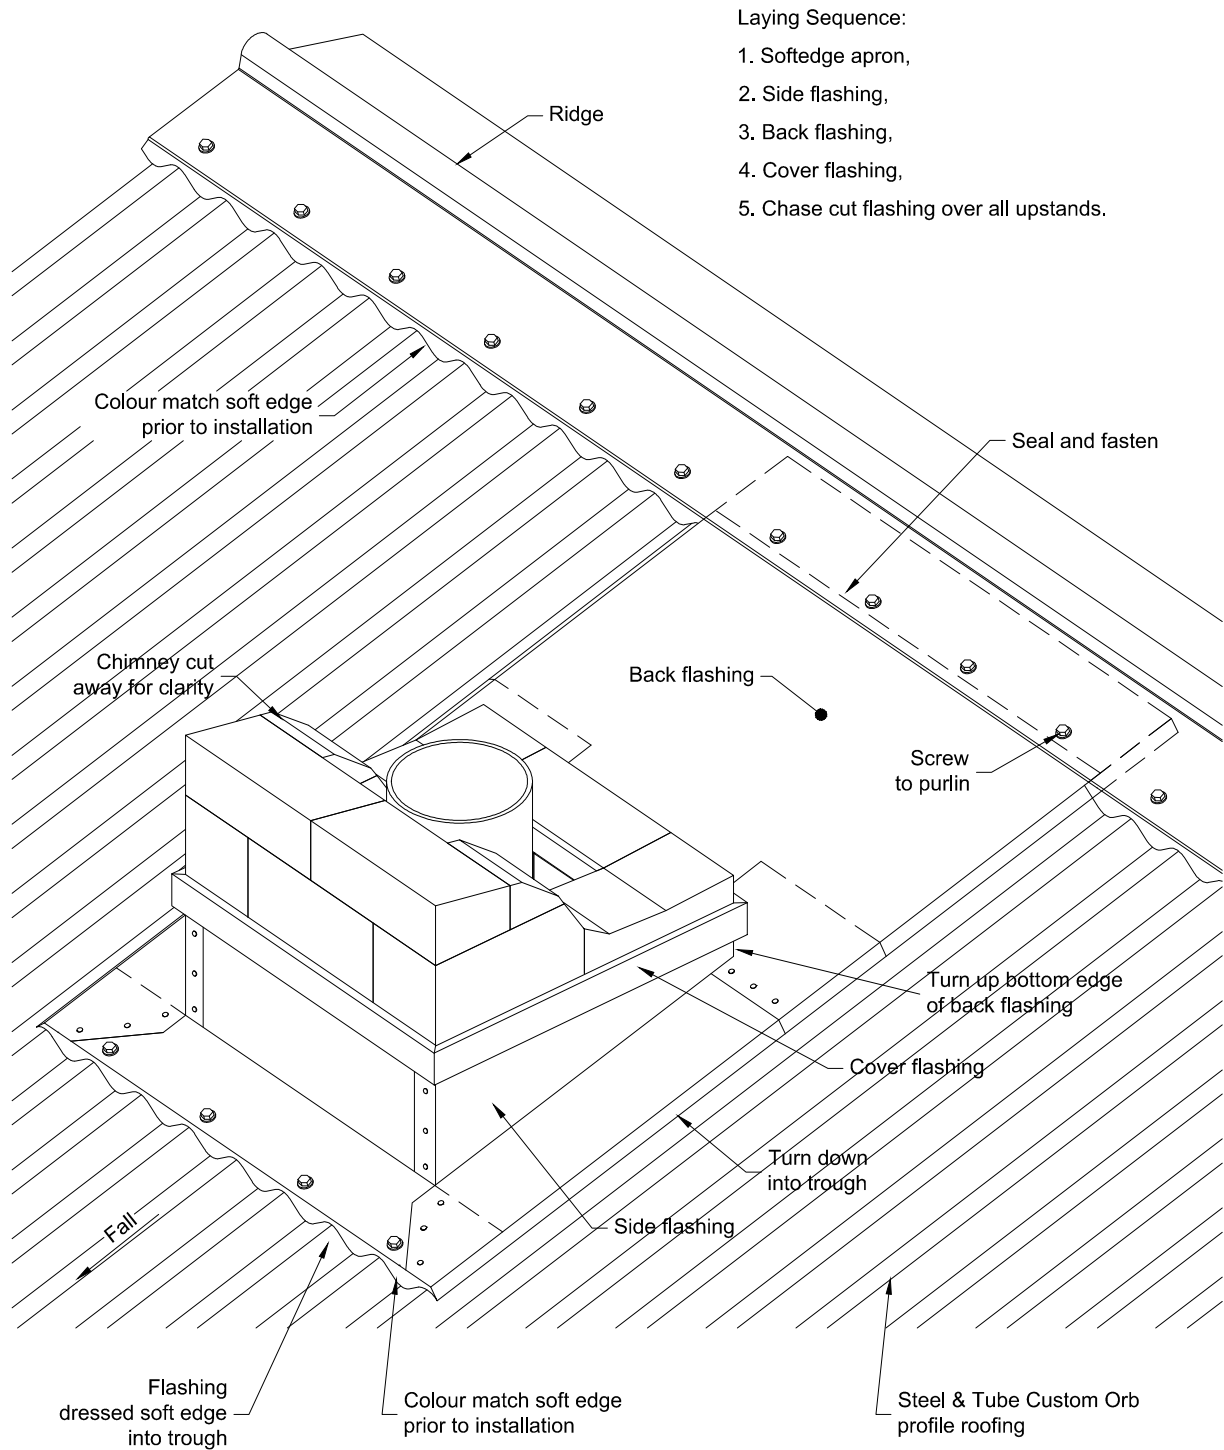 Laying Sequence:
1. Softedge apron,
2. Side flashing,
3. Back flashing,
4. Cover flashing,
5. Chase cut flashing over all upstands.
Ridge
Colour match soft edge
prior to installation
Seal and fasten
Chimney cut
away for clarity
Back flashing
Screw
to purlin
Turn up bottom edge
of back flashing
Cover flashing
Turn down
into trough
Side flashing
Fall
Flashing
dressed soft edge
into trough
Colour match soft edge
prior to installation
Steel & Tube Custom Orb
profile roofing